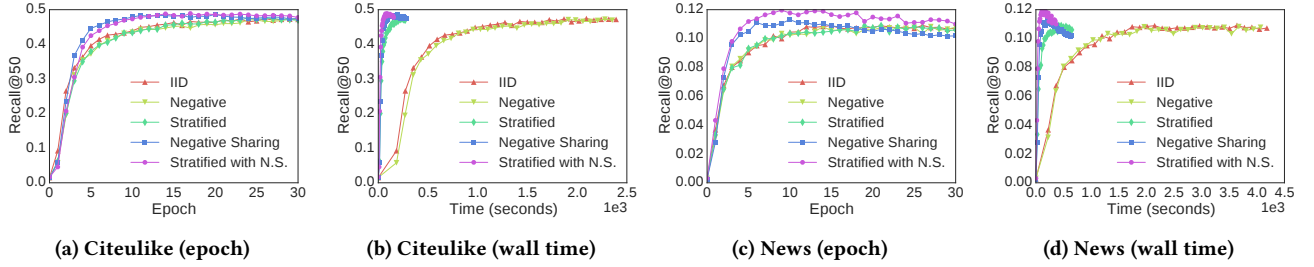 Recall@50
0.5
0.4
0.3
0.2
0.1
0.0
IID
Negative
Stratified
Negative Sharing
Stratified with N.S.
0 5 10 15 20 25 30
Epoch
(a) Citeulike (epoch)
Recall@50
0.5
0.4
0.3
0.2
0.1
0.0
IID
Negative
Stratified
Negative Sharing
Stratified with N.S.
0.0 0.5 1.0 1.5 2.0 2.5
Time (seconds) 1e3
(b) Citeulike (wall time)
Recall@50
0.12
0.10
0.08
0.06
0.04
0.02
0.00
IID
Negative
Stratified
Negative Sharing
Stratified with N.S.
0 5 10 15 20 25 30
Epoch
(c) News (epoch)
Recall@50
0.12
0.10
0.08
0.06
0.04
0.02
0.00
IID
Negative
Stratified
Negative Sharing
Stratified with N.S.
0.0 0.5 1.0 1.5 2.0 2.5 3.0 3.5 4.0 4.5
Time (seconds) 1e3
(d) News (wall time)